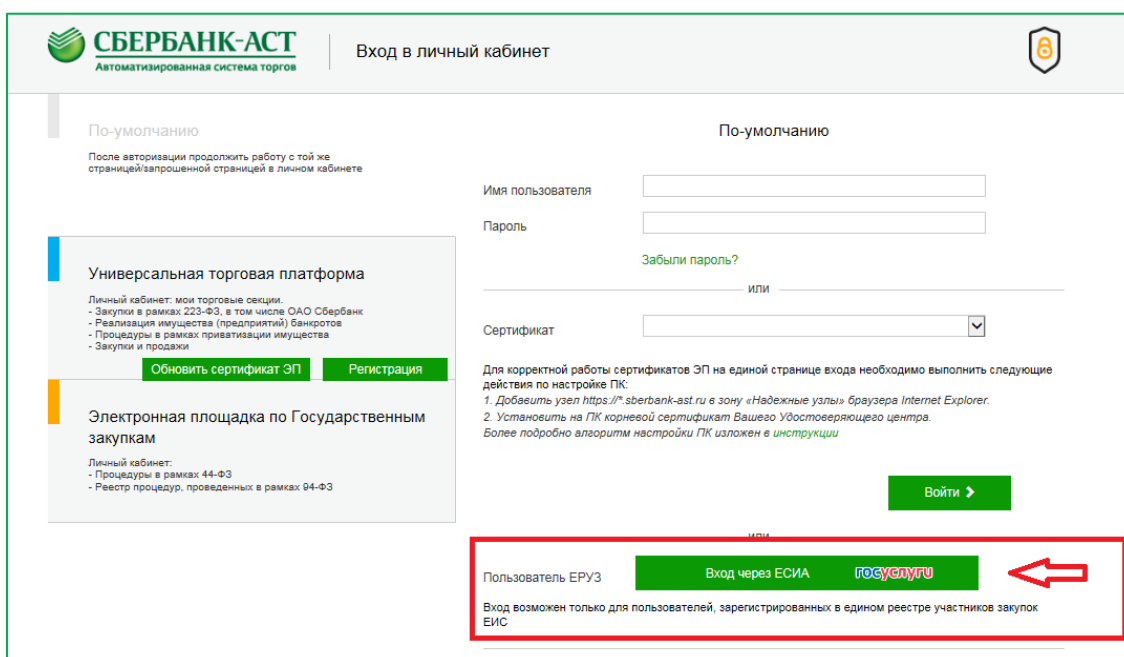 СБЕРБАНК-АСТ
Автоматизированная система торгов
Вход в личный кабинет
По-умолчанию
После авторизации продолжить работу с той же
страницей/запрошенной страницей в личном кабинете
Универсальная торговая платформа
Личный кабинет: мои торговые секции.
- Закупки в рамках 223-ФЗ, в том числе ОАО Сбербанк
- Реализация имущества (предприятий) банкротов
- Процедуры в рамках приватизации имущества
- Закупки и продажи
Обновить сертификат ЭП
Регистрация
Электронная площадка по Государственным
закупкам
Личный кабинет:
- Процедуры в рамках 44-ФЗ
- Реестр процедур, проведенных в рамках 94-ФЗ
По-умолчанию
Имя пользователя
Пароль
Забыли пароль?
или
Сертификат
Для корректной работы сертификатов ЭП на единой странице входа необходимо выполнить следующие
действия по настройке ПК:
1. Добавить узел https://*.sberbank-ast.ru в зону «Надежные узлы» браузера Internet Explorer.
2. Установить на ПК корневой сертификат Вашего Удостоверяющего центра.
Более подробно алгоритм настройки ПК изложен в инструкции
Войти
или
Пользователь ЕРУЗ
Вход через ЕСИА госуслуги
Вход возможен только для пользователей, зарегистрированных в едином реестре участников закупок
ЕИС